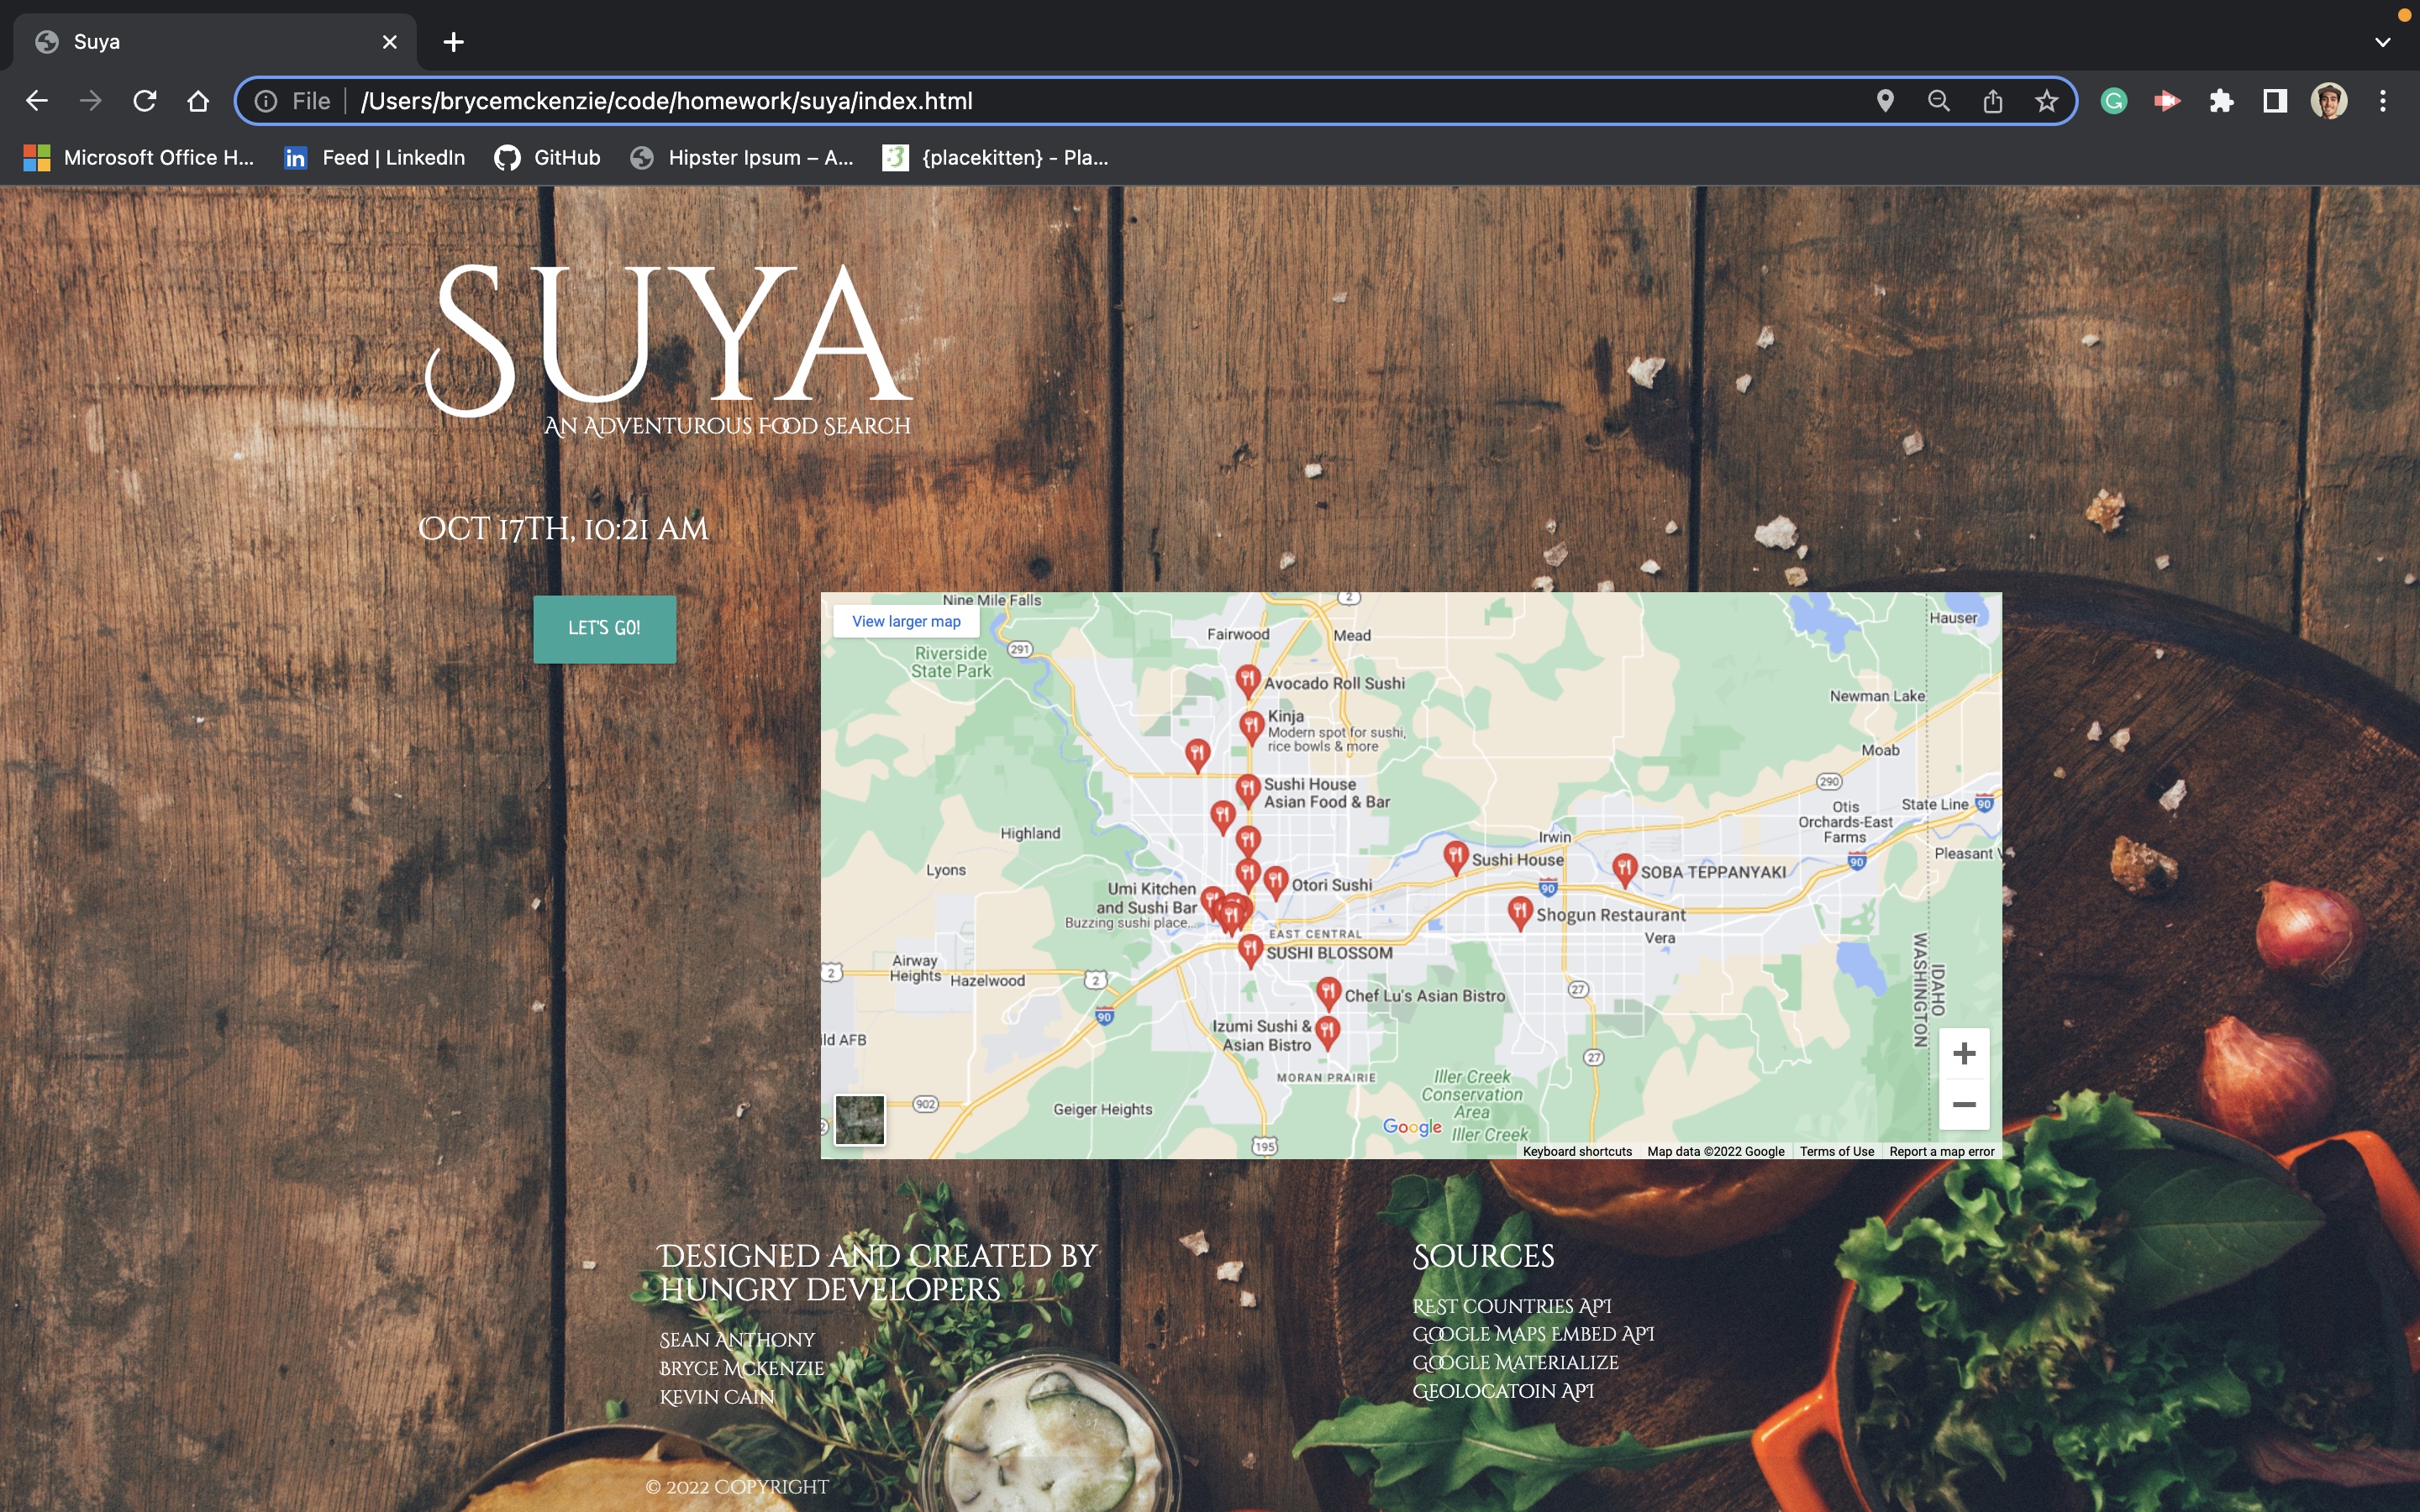 Suya
File
/Users/brycemckenzie/code/homework/suya/index.html
Microsoft Office H...
Feed | LinkedIn
GitHub
Hipster Ipsum – A...
{placekitten} - Pla...
SUYA
An Adventurous Food Search
Oct 17th, 10:21 am
LET'S GO!
View larger map
Nine Mile Falls
2
Hauser
Fairwood
Mead
291
Riverside
State Park
Avocado Roll Sushi
Newman Lake
Kinja
Modern spot for sushi,
rice bowls & more
Moab
290
Sushi House
Asian Food & Bar
Otis
Orchards-East
Farms
State Line
90
Highland
Irwin
Pleasant V
90
Sushi House
Lyons
SOBA TEPPANYAKI
Otori Sushi
90
Umi Kitchen
and Sushi Bar
Buzzing sushi place...
Shogun Restaurant
EAST CENTRAL
Vera
SUSHI BLOSSOM
WASHINGTON
IDAHO
Airway
Heights
Hazelwood
2
2
27
Chef Lu's Asian Bistro
90
Izumi Sushi &
Asian Bistro
ld AFB
27
MORAN PRAIRIE
Iller Creek
Conservation
Area
902
Geiger Heights
Google
Iller Creek
195
Keyboard shortcuts
Map data ©2022 Google
Terms of Use
Report a map error
Designed and created by
hungry developers
Sean Anthony
Bryce McKenzie
Kevin Cain
Sources
REST Countries API
Google Maps Embed API
Google Materialize
Geolocatoin API
© 2022 Copyright